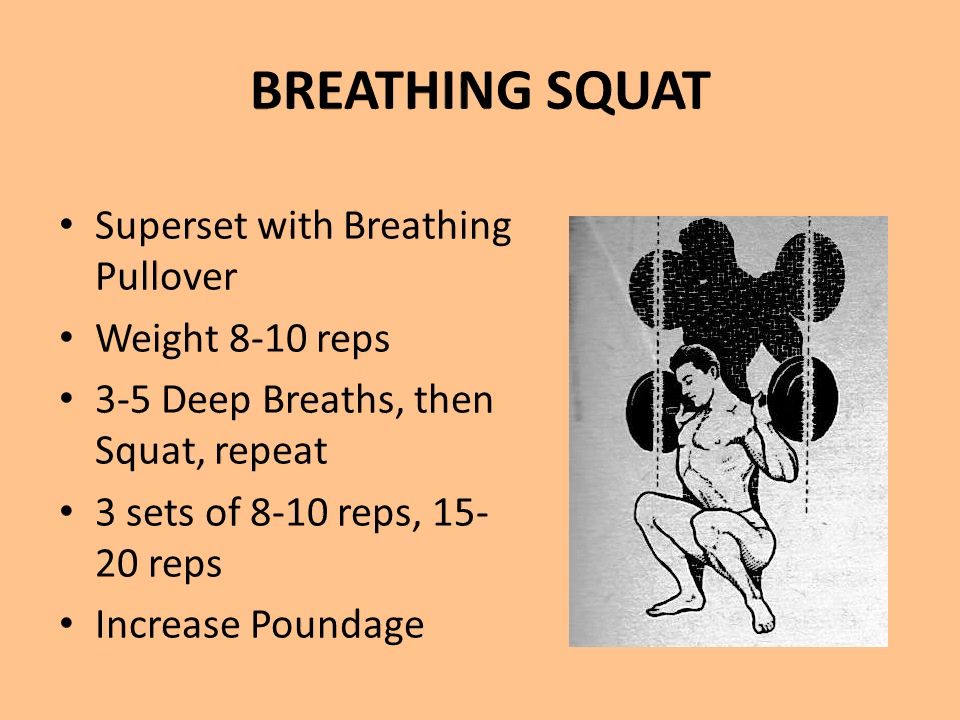 BREATHING SQUAT
• Superset with Breathing
Pullover
• Weight 8-10 reps
• 3-5 Deep Breaths, then
Squat, repeat
• 3 sets of 8-10 reps, 15-
20 reps
• Increase Poundage